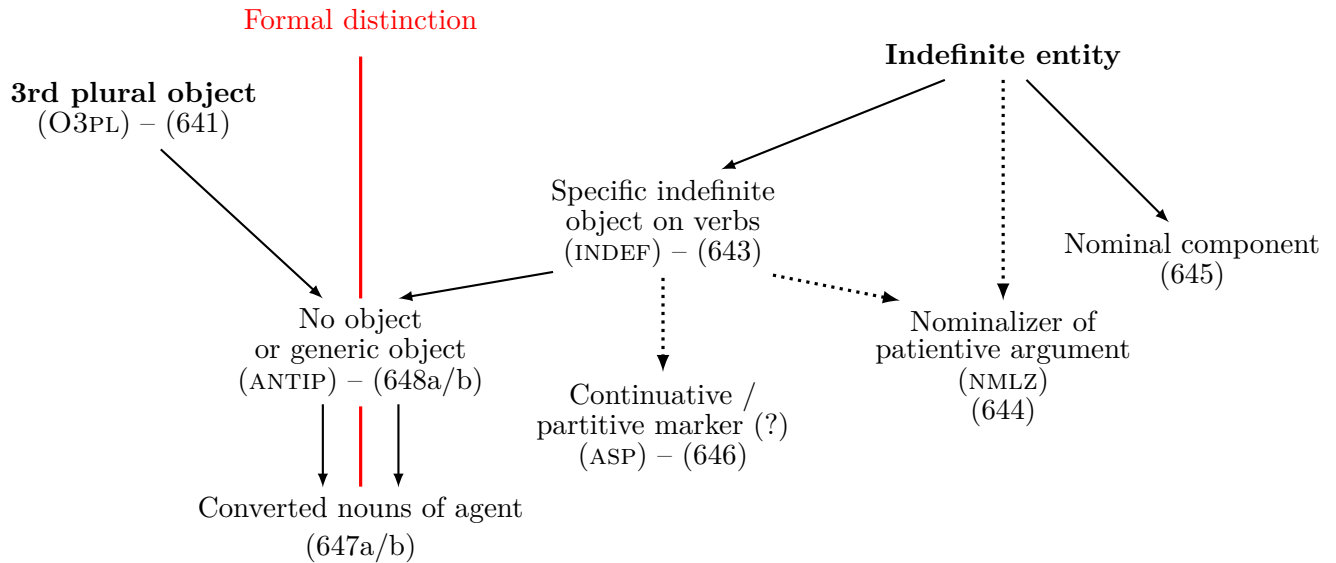 Formal distinction
Indefinite entity
3rd plural object
(O3PL) – (641)
Specific indefinite
object on verbs
(INDEF) – (643)
Nominal component
(645)
No object
or generic object
(ANTIP) – (648a/b)
Nominalizer of
patientive argument
(NMLZ)
(644)
Continuative /
partitive marker (?)
(ASP) – (646)
Converted nouns of agent
(647a/b)